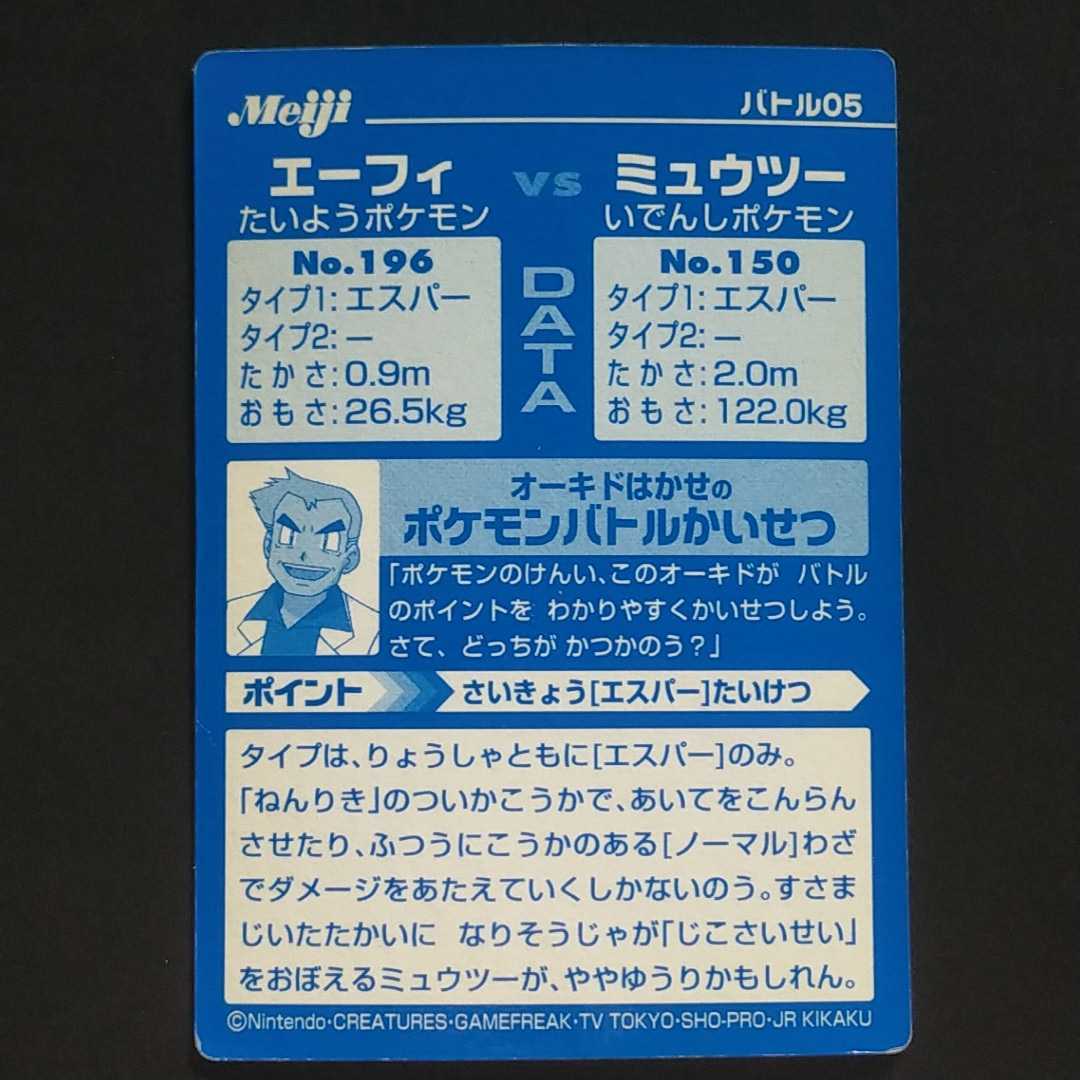 Meiji
バトル05
エーフィ vs ミュウツー
たいようポケモン
いでんしポケモン
No.196
タイプ1:エスパー
タイプ2:ー
たかさ:0.9m
おもさ:26.5kg
DATA
No.150
タイプ1:エスパー
タイプ2:ー
たかさ:2.0m
おもさ:122.0kg
オーキドはかせの
ポケモンバトルかいせつ
「ポケモンのけんい、このオーキドが バトル
のポイントを わかりやすくかいせつしよう。
さて、どっちが かつかのう？」
ポイント さいきょう[エスパー]たいけつ
タイプは、りょうしゃともに[エスパー]のみ。
「ねんりき」のついかこうかで、あいてをこんらん
させたり、ふつうにこうかのある[ノーマル]わざ
でダメージをあたえていくしかないのう。すさま
じいたたかいに なりそうじゃが「じこさいせい」
をおぼえるミュウツーが、ややゆうりかもしれん。
©Nintendo・CREATURES・GAMEFREAK・TV TOKYO・SHO-PRO・JR KIKAKU